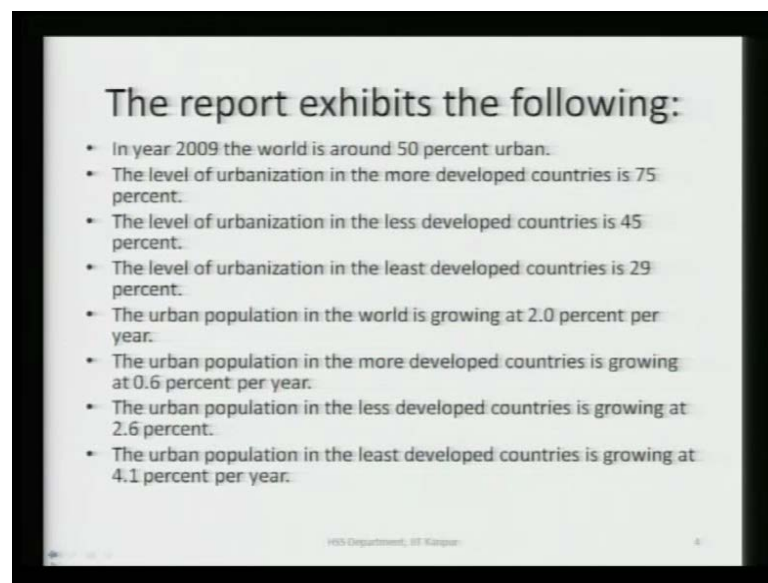 The report exhibits the following:
• In year 2009 the world is around 50 percent urban.
• The level of urbanization in the more developed countries is 75
percent.
• The level of urbanization in the less developed countries is 45
percent.
• The level of urbanization in the least developed countries is 29
percent.
• The urban population in the world is growing at 2.0 percent per
year.
• The urban population in the more developed countries is growing
at 0.6 percent per year.
• The urban population in the less developed countries is growing at
2.6 percent.
• The urban population in the least developed countries is growing at
4.1 percent per year.
HSS Department, IIT Kanpur
4